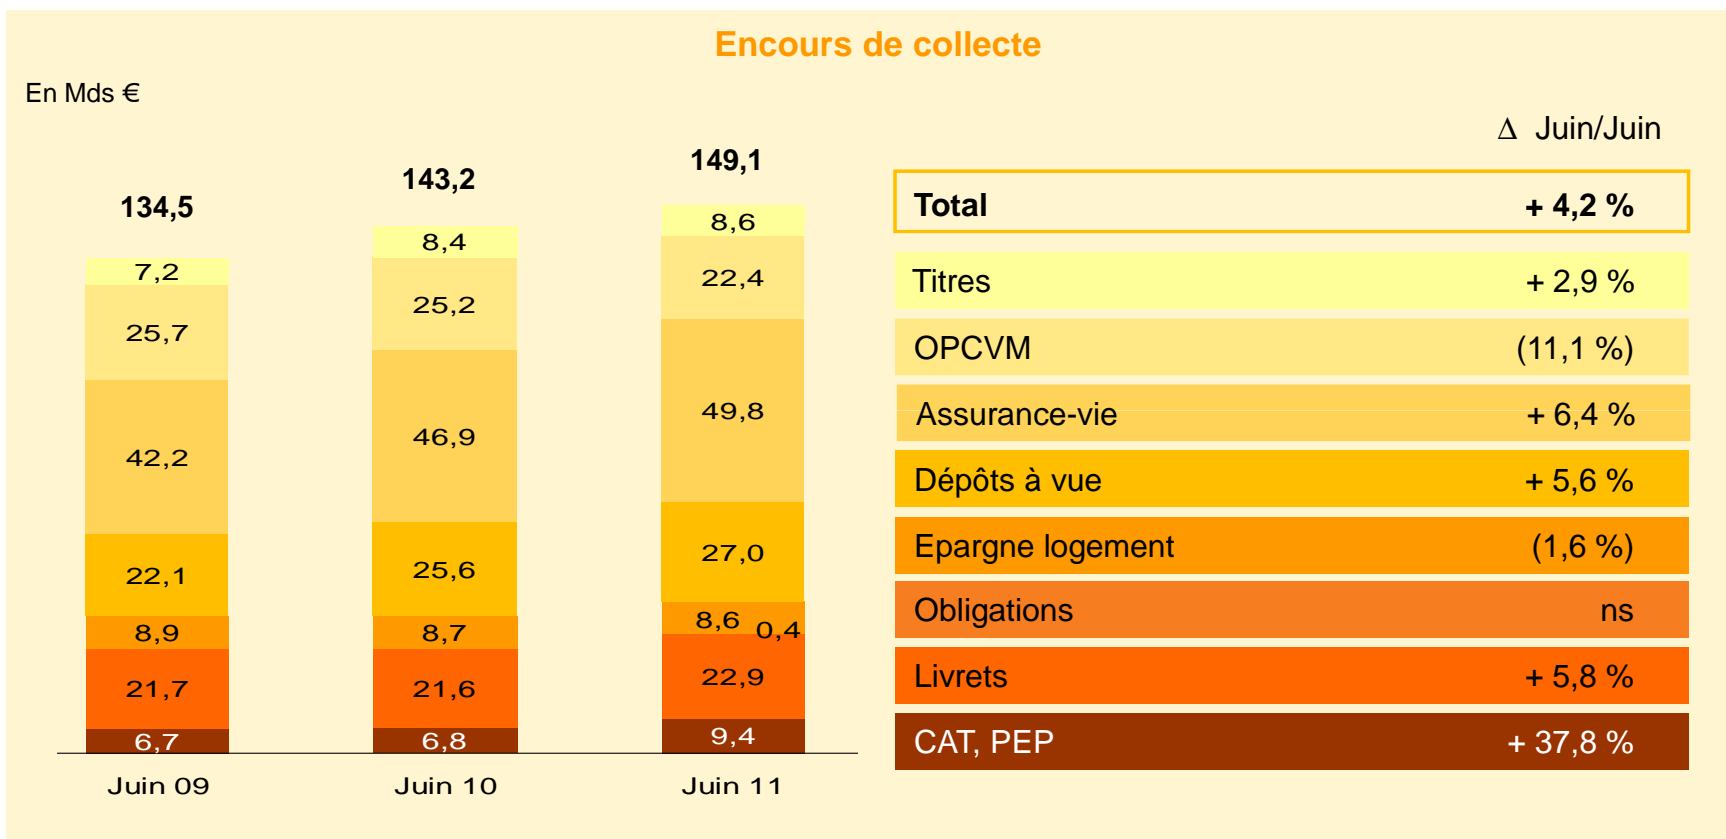 Encours de collecte
En Mds €
134,5
143,2
149,1
7,2
8,4
8,6
25,7
25,2
22,4
42,2
46,9
49,8
22,1
25,6
27,0
8,9
8,7
8,6
0,4
21,7
21,6
22,9
6,7
6,8
9,4
Juin 09
Juin 10
Juin 11
Δ Juin/Juin
Total + 4,2 %
Titres + 2,9 %
OPCVM (11,1 %)
Assurance-vie + 6,4 %
Dépôts à vue + 5,6 %
Epargne logement (1,6 %)
Obligations ns
Livrets + 5,8 %
CAT, PEP + 37,8 %